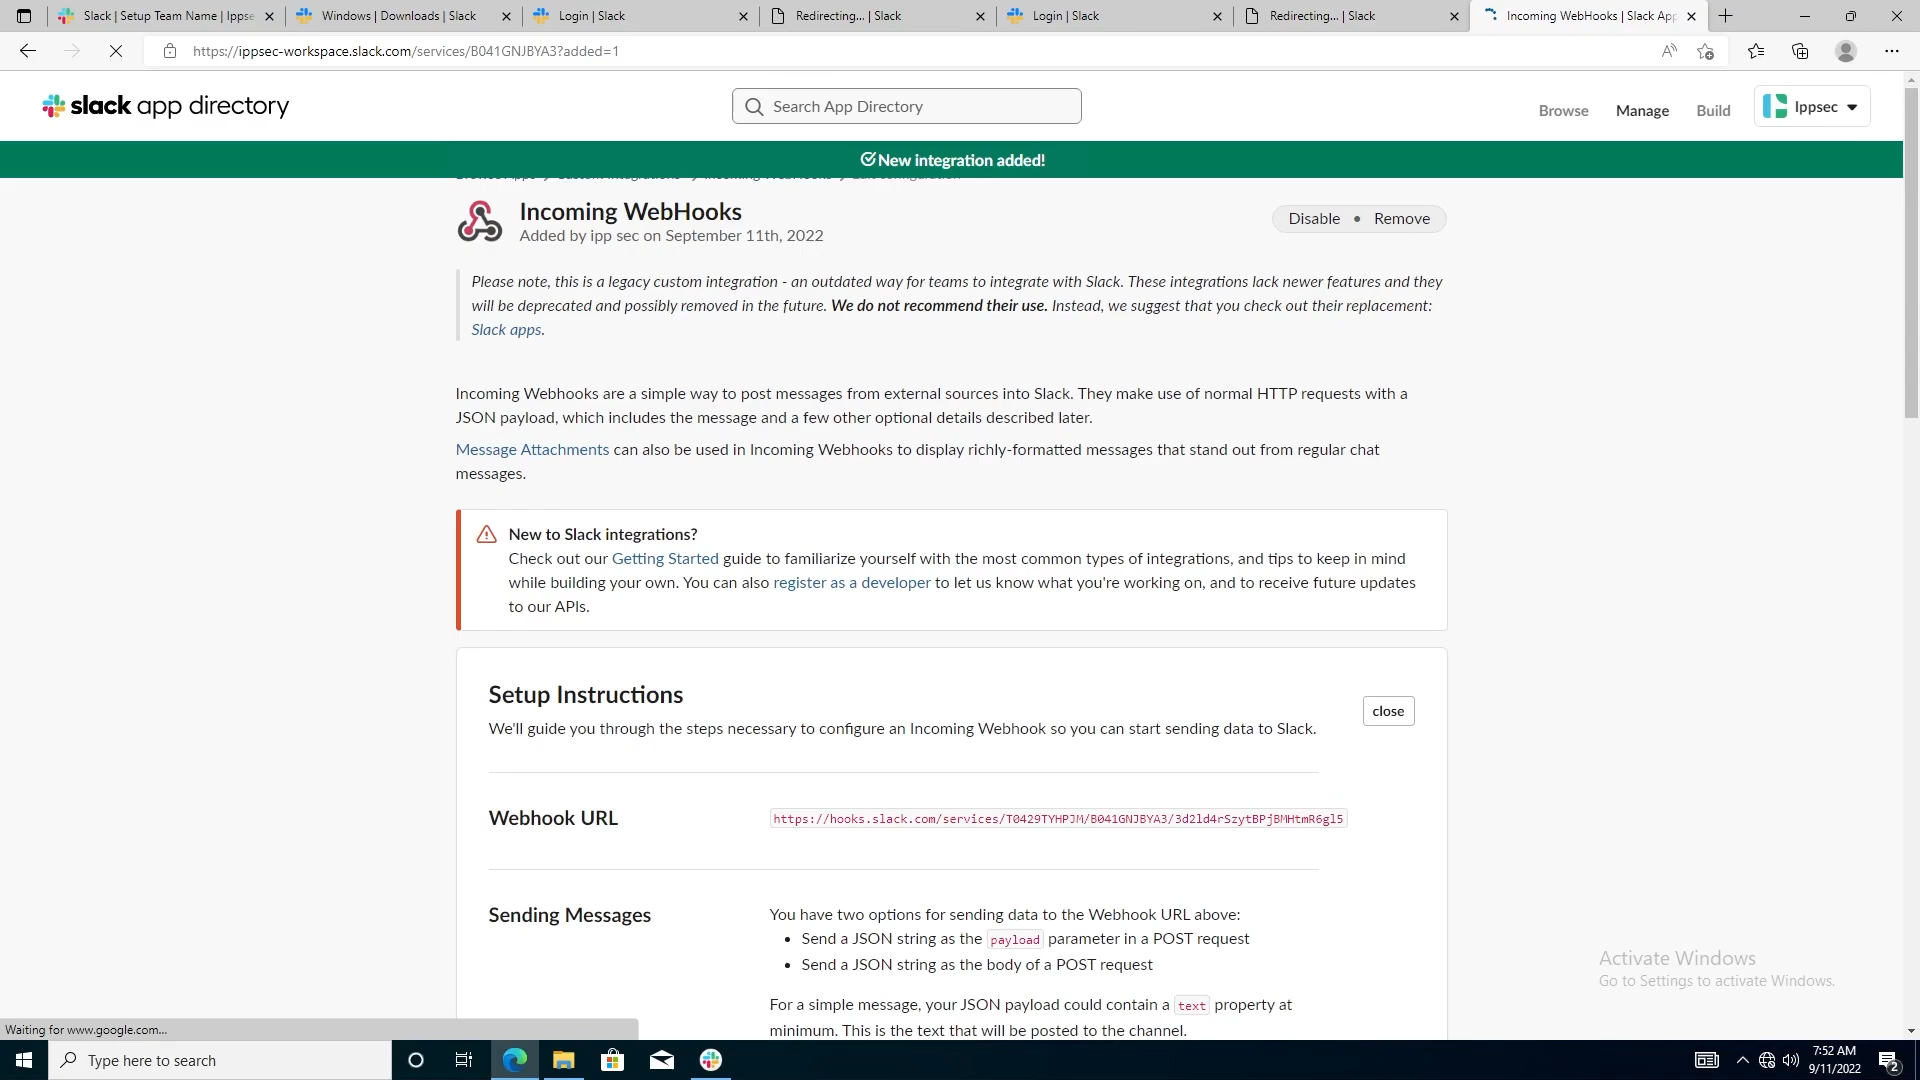 Slack | Setup Team Name | Ippse
Windows | Downloads | Slack
Login | Slack
Redirecting... | Slack
Login | Slack
Redirecting... | Slack
Incoming WebHooks | Slack App
https://ippsec-workspace.slack.com/services/B041GNJBYA3?added=1
slack app directory
Search App Directory
Browse
Manage
Build
Ippsec
New integration added!
Incoming WebHooks
Disable • Remove
Added by ipp sec on September 11th, 2022
Please note, this is a legacy custom integration - an outdated way for teams to integrate with Slack. These integrations lack newer features and they
will be deprecated and possibly removed in the future. We do not recommend their use. Instead, we suggest that you check out their replacement:
Slack apps.
Incoming Webhooks are a simple way to post messages from external sources into Slack. They make use of normal HTTP requests with a
JSON payload, which includes the message and a few other optional details described later.
Message Attachments can also be used in Incoming Webhooks to display richly-formatted messages that stand out from regular chat
messages.
New to Slack integrations?
Check out our Getting Started guide to familiarize yourself with the most common types of integrations, and tips to keep in mind
while building your own. You can also register as a developer to let us know what you're working on, and to receive future updates
to our APIs.
Setup Instructions
close
We'll guide you through the steps necessary to configure an Incoming Webhook so you can start sending data to Slack.
Webhook URL
https://hooks.slack.com/services/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
Sending Messages
You have two options for sending data to the Webhook URL above:
• Send a JSON string as the payload parameter in a POST request
• Send a JSON string as the body of a POST request
For a simple message, your JSON payload could contain a text property at
minimum. This is the text that will be posted to the channel.
Activate Windows
Go to Settings to activate Windows.
Waiting for www.google.com...
Type here to search
7:52 AM
9/11/2022
2